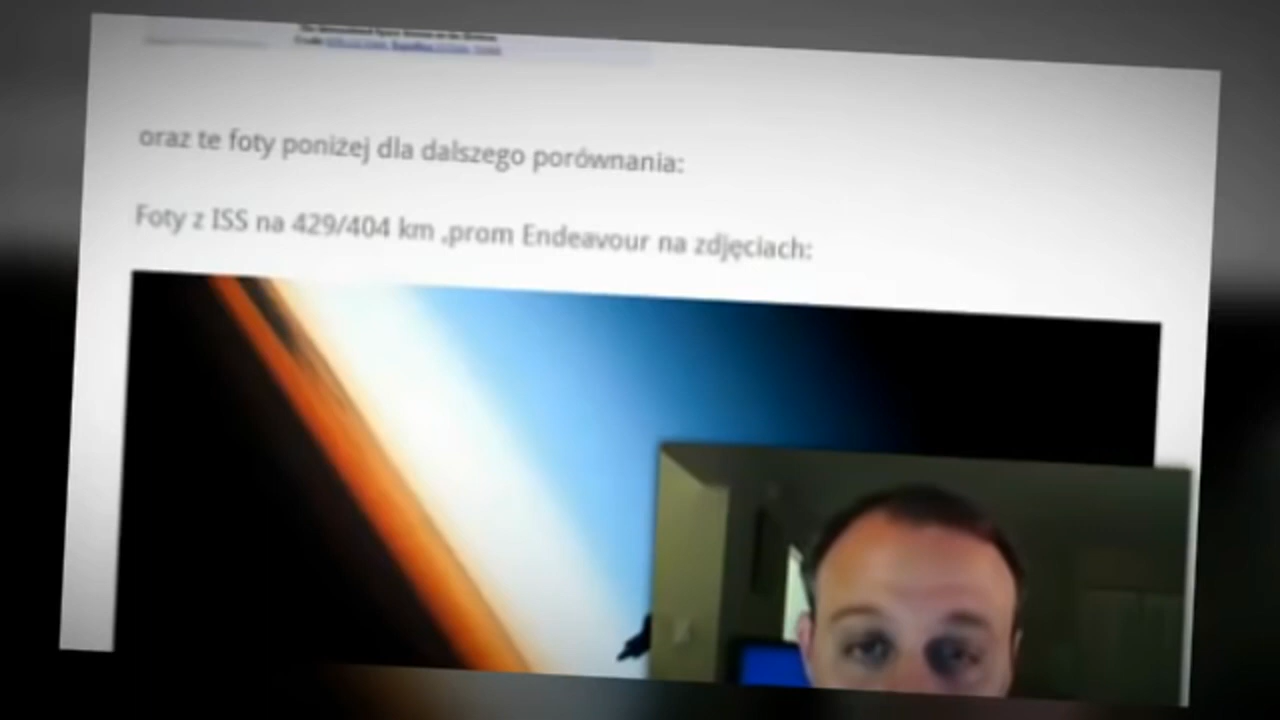 oraz te foty poniżej dla dalszego porównania:
Foty z ISS na 429/404 km ,prom Endeavour na zdjęciach: